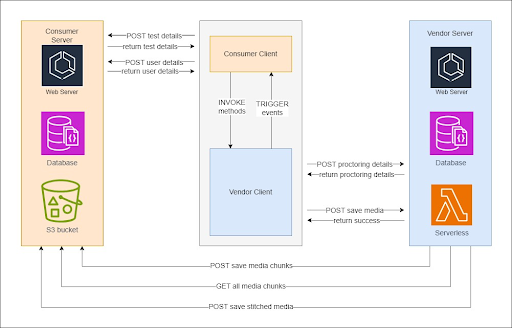 Consumer
Server
Web Server
Database
S3 bucket
POST test details
return test details
POST user details
return user details
Consumer Client
INVOKE
methods
TRIGGER
events
Vendor Client
POST proctoring details
return proctoring details
POST save media
return success
Vendor Server
Web Server
Database
Serverless
POST save media chunks
GET all media chunks
POST save stitched media